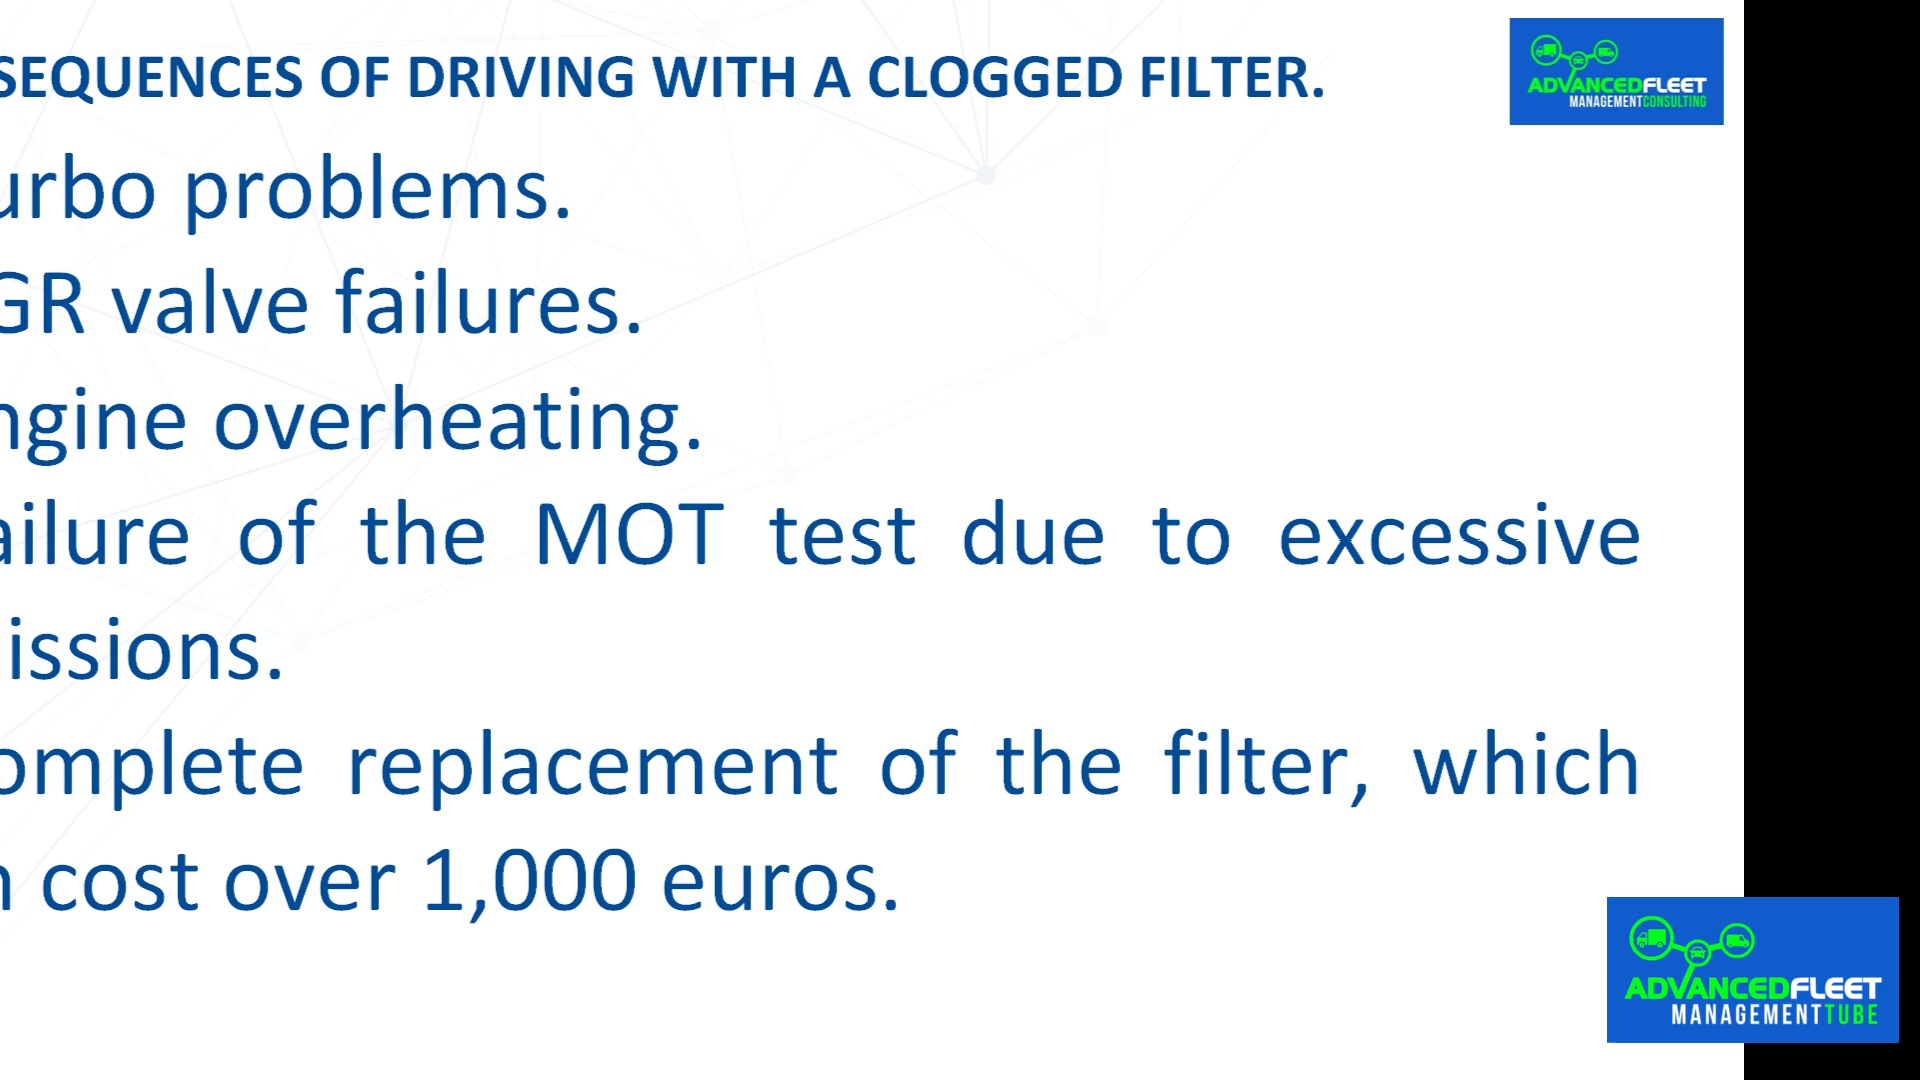 SEQUENCES OF DRIVING WITH A CLOGGED FILTER.
ADVANCEDFLEET
MANAGEMENTCONSULTING
urbo problems.
GR valve failures.
ngine overheating.
ailure of the MOT test due to excessive
issions.
omplete replacement of the filter, which
n cost over 1,000 euros.
ADVANCEDFLEET
MANAGEMENTTUBE